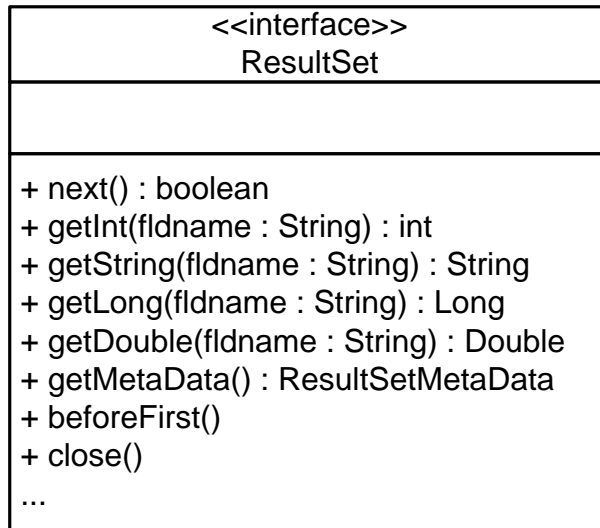 <<interface>>
ResultSet
+ next() : boolean
+ getInt(fldname : String) : int
+ getString(fldname : String) : String
+ getLong(fldname : String) : Long
+ getDouble(fldname : String) : Double
+ getMetaData() : ResultSetMetaData
+ beforeFirst()
+ close()
...